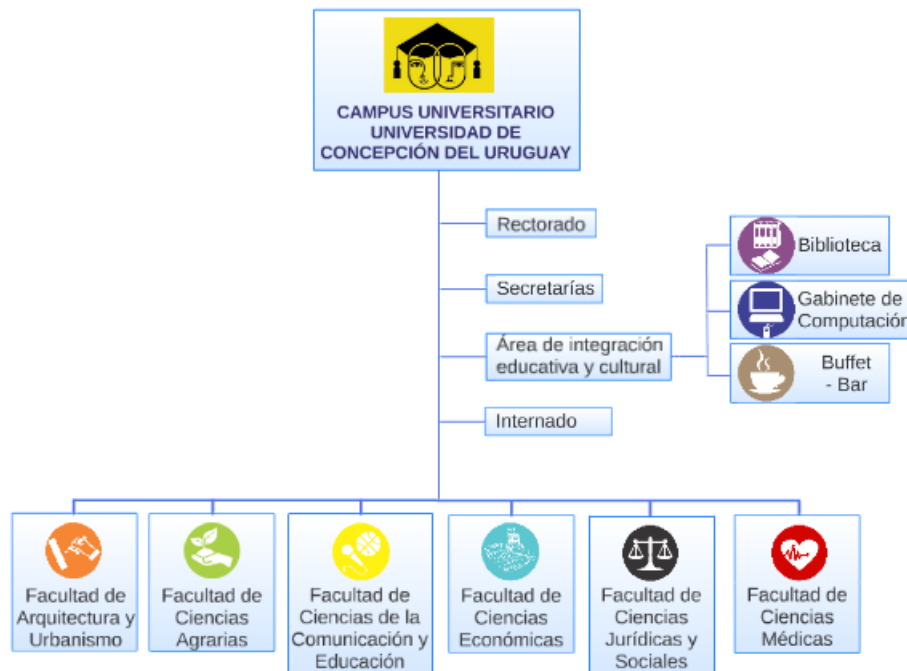 CAMPUS UNIVERSITARIO
UNIVERSIDAD DE
CONCEPCIÓN DEL URUGUAY
Rectorado
Secretarías
Área de integración
educativa y cultural
Internado
Biblioteca
Gabinete de
Computación
Buffet
- Bar
Facultad de
Arquitectura y
Urbanismo
Facultad de
Ciencias
Agrarias
Facultad de
Ciencias de la
Comunicación y
Educación
Facultad de
Ciencias
Económicas
Facultad de
Ciencias
Jurídicas y
Sociales
Facultad de
Ciencias
Médicas